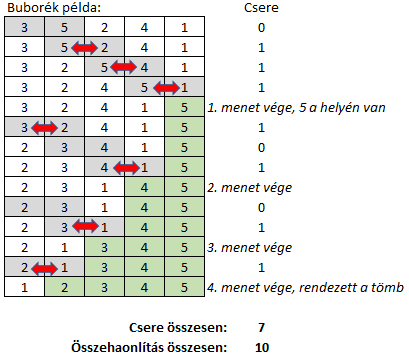 Buborék példa: Csere
3 5 2 4 1 0
3 5 2 4 1 1
3 2 5 4 1 1
3 2 4 5 1 1
3 2 4 1 5 1. menet vége, 5 a helyén van
3 2 4 1 5 1
2 3 4 1 5 0
2 3 4 1 5 1
2 3 1 4 5 2. menet vége
2 3 1 4 5 0
2 3 1 4 5 1
2 1 3 4 5 3. menet vége
2 1 3 4 5 1
1 2 3 4 5 4. menet vége, rendezett a tömb
Csere összesen: 7
Összehaonlítás összesen: 10